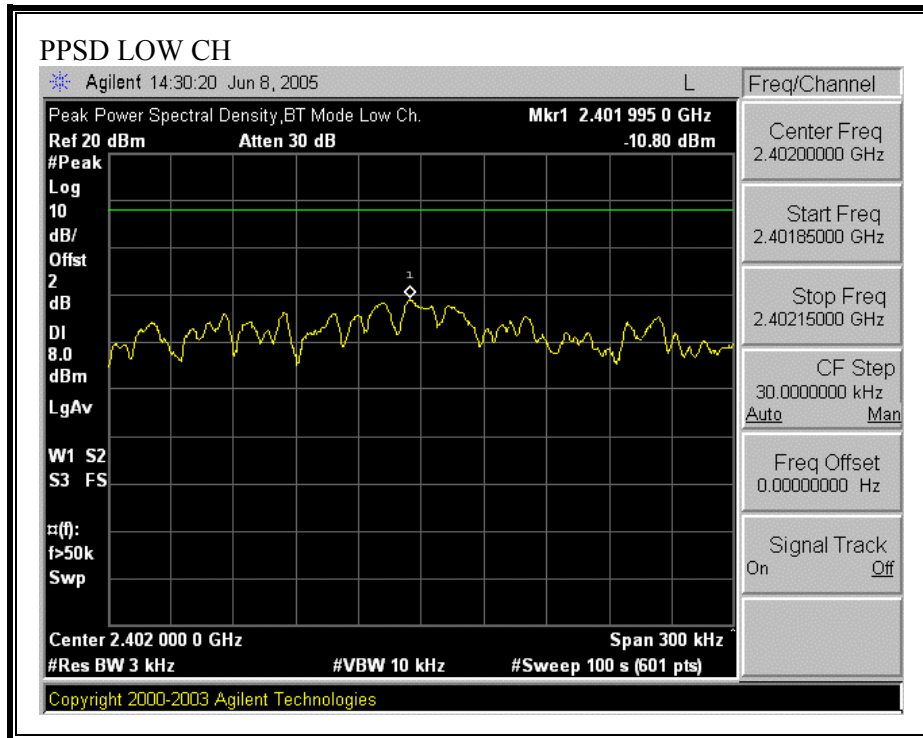 PPSD LOW CH
Agilent 14:30:20 Jun 8, 2005 L
Peak Power Spectral Density,BT Mode Low Ch. Mkr1 2.401 995 0 GHz
Ref 20 dBm Atten 30 dB -10.80 dBm
#Peak
Log
10
dB/
Offst
2
dB
DI
8.0
dBm
LgAv
W1 S2
S3 FS
¤(f):
f>50k
Swp
1
Center 2.402 000 0 GHz Span 300 kHz ^
#Res BW 3 kHz #VBW 10 kHz #Sweep 100 s (601 pts)
Copyright 2000-2003 Agilent Technologies
Freq/Channel
Center Freq
2.40200000 GHz
Start Freq
2.40185000 GHz
Stop Freq
2.40215000 GHz
CF Step
30.0000000 kHz
Auto Man
Freq Offset
0.00000000 Hz
Signal Track
On Off